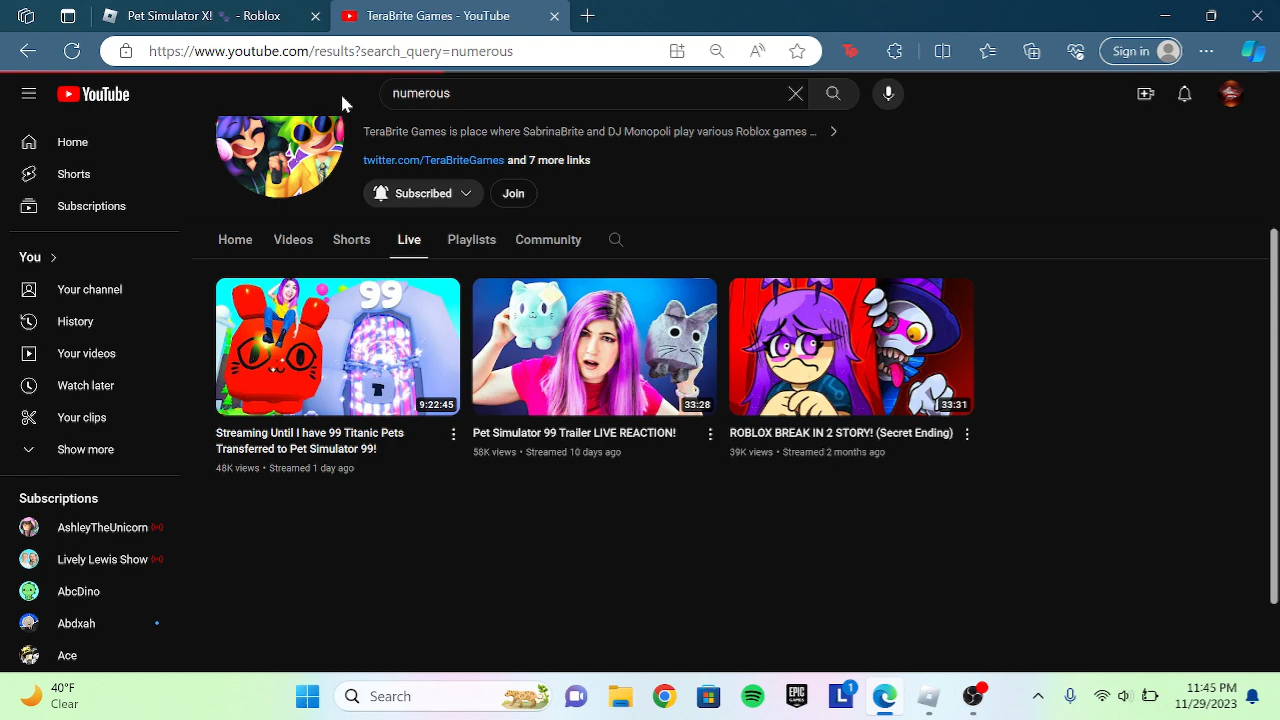 Pet Simulator X! 🐾 - Roblox
TeraBrite Games - YouTube
https://www.youtube.com/results?search_query=numerous
Sign in
YouTube
numerous
TeraBrite Games is place where SabrinaBrite and DJ Monopoli play various Roblox games ...
twitter.com/TeraBriteGames and 7 more links
Subscribed
Join
Home
Shorts
Subscriptions
You
Your channel
History
Your videos
Watch later
Your clips
Show more
Subscriptions
AshleyTheUnicorn
Lively Lewis Show
AbcDino
Abdxah
Ace
Home Videos Shorts Live Playlists Community
99
T
9:22:45
33:28
33:31
Streaming Until I have 99 Titanic Pets
Transferred to Pet Simulator 99!
48K views • Streamed 1 day ago
Pet Simulator 99 Trailer LIVE REACTION!
58K views • Streamed 10 days ago
ROBLOX BREAK IN 2 STORY! (Secret Ending)
39K views • Streamed 2 months ago
40°F
Clear
Search
EPIC
GAMES
L
1
11:45 PM
11/29/2023